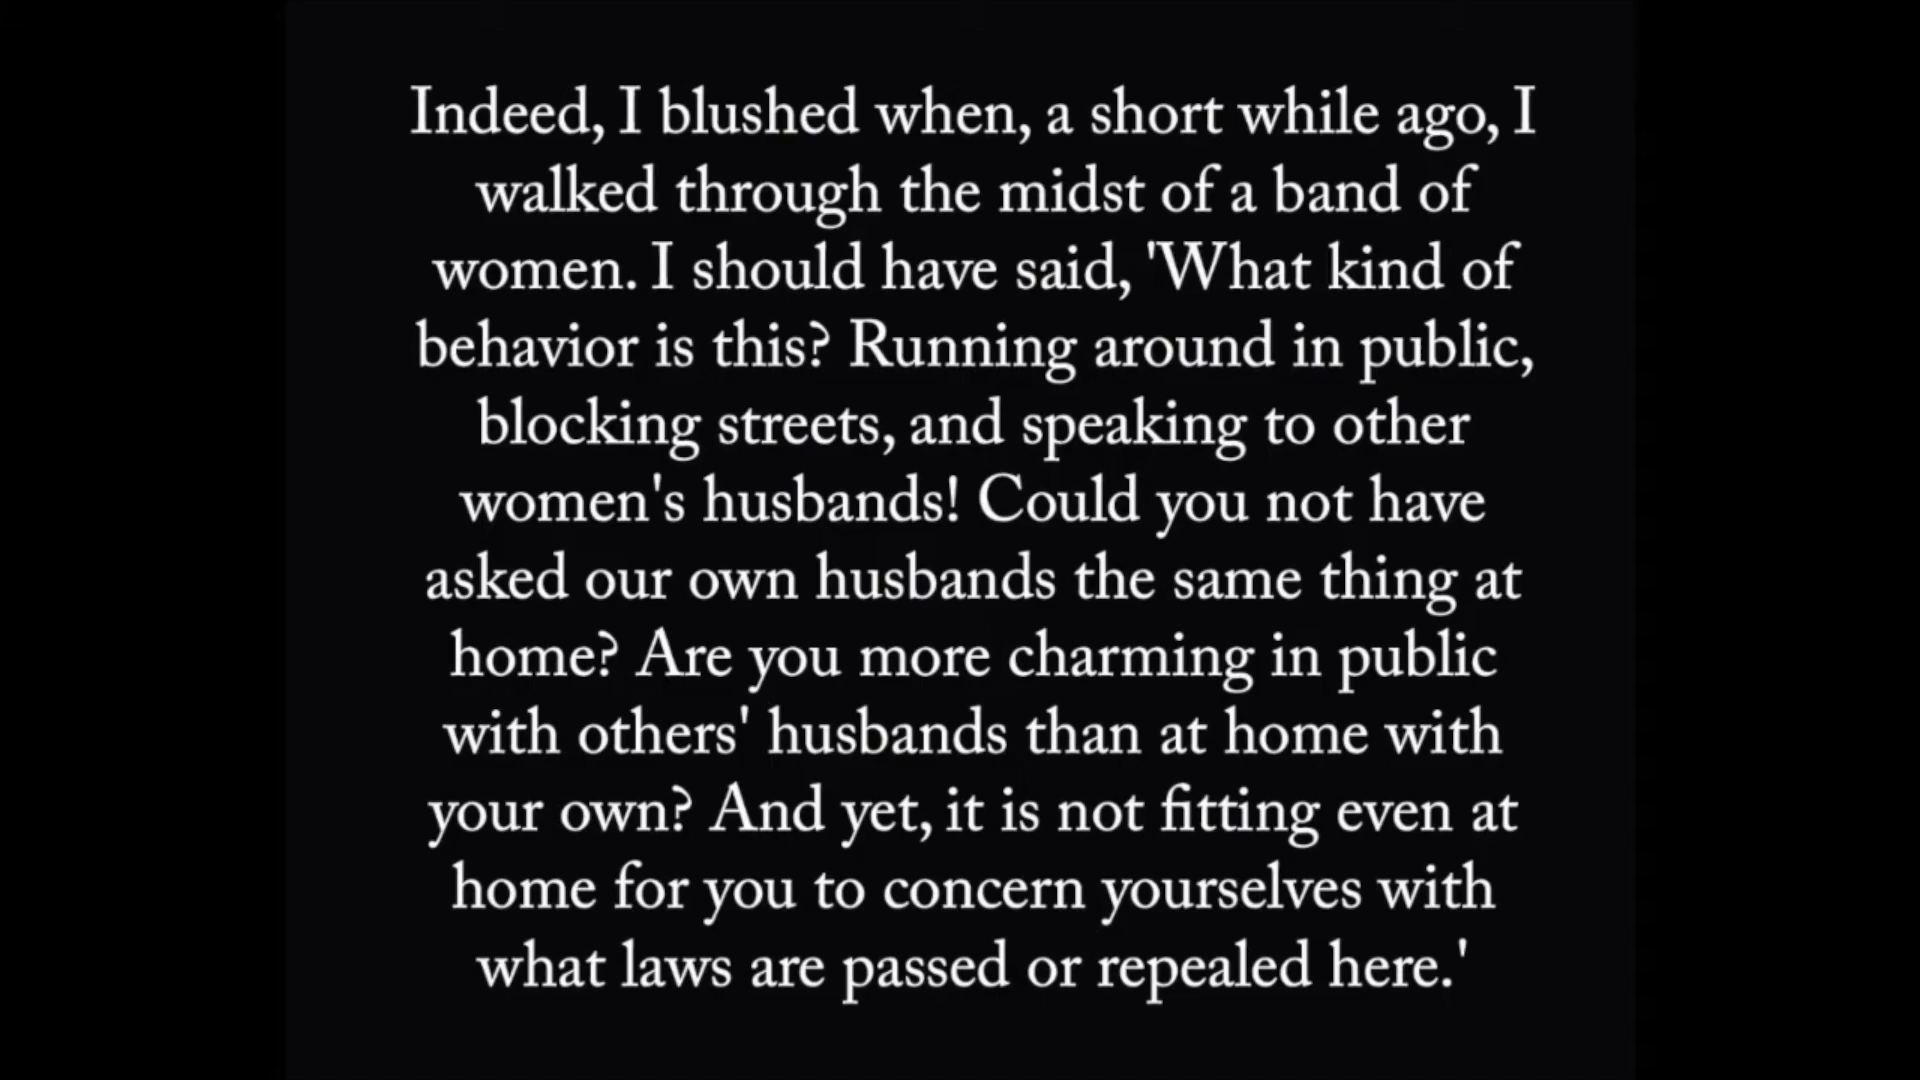 Indeed, I blushed when, a short while ago, I
walked through the midst of a band of
women. I should have said, 'What kind of
behavior is this? Running around in public,
blocking streets, and speaking to other
women's husbands! Could you not have
asked our own husbands the same thing at
home? Are you more charming in public
with others' husbands than at home with
your own? And yet, it is not fitting even at
home for you to concern yourselves with
what laws are passed or repealed here.'